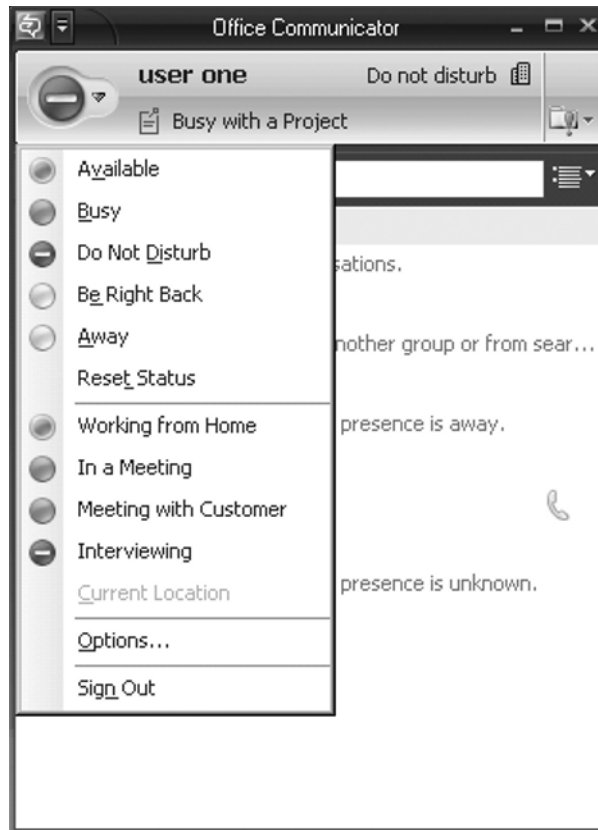 Office Communicator
user one Do not disturb
Busy with a Project
Available
Busy
Do Not Disturb
sations.
Be Right Back
Away
nother group or from sear...
Reset Status
Working from Home
presence is away.
In a Meeting
Meeting with Customer
Interviewing
Current Location
presence is unknown.
Options...
Sign Out